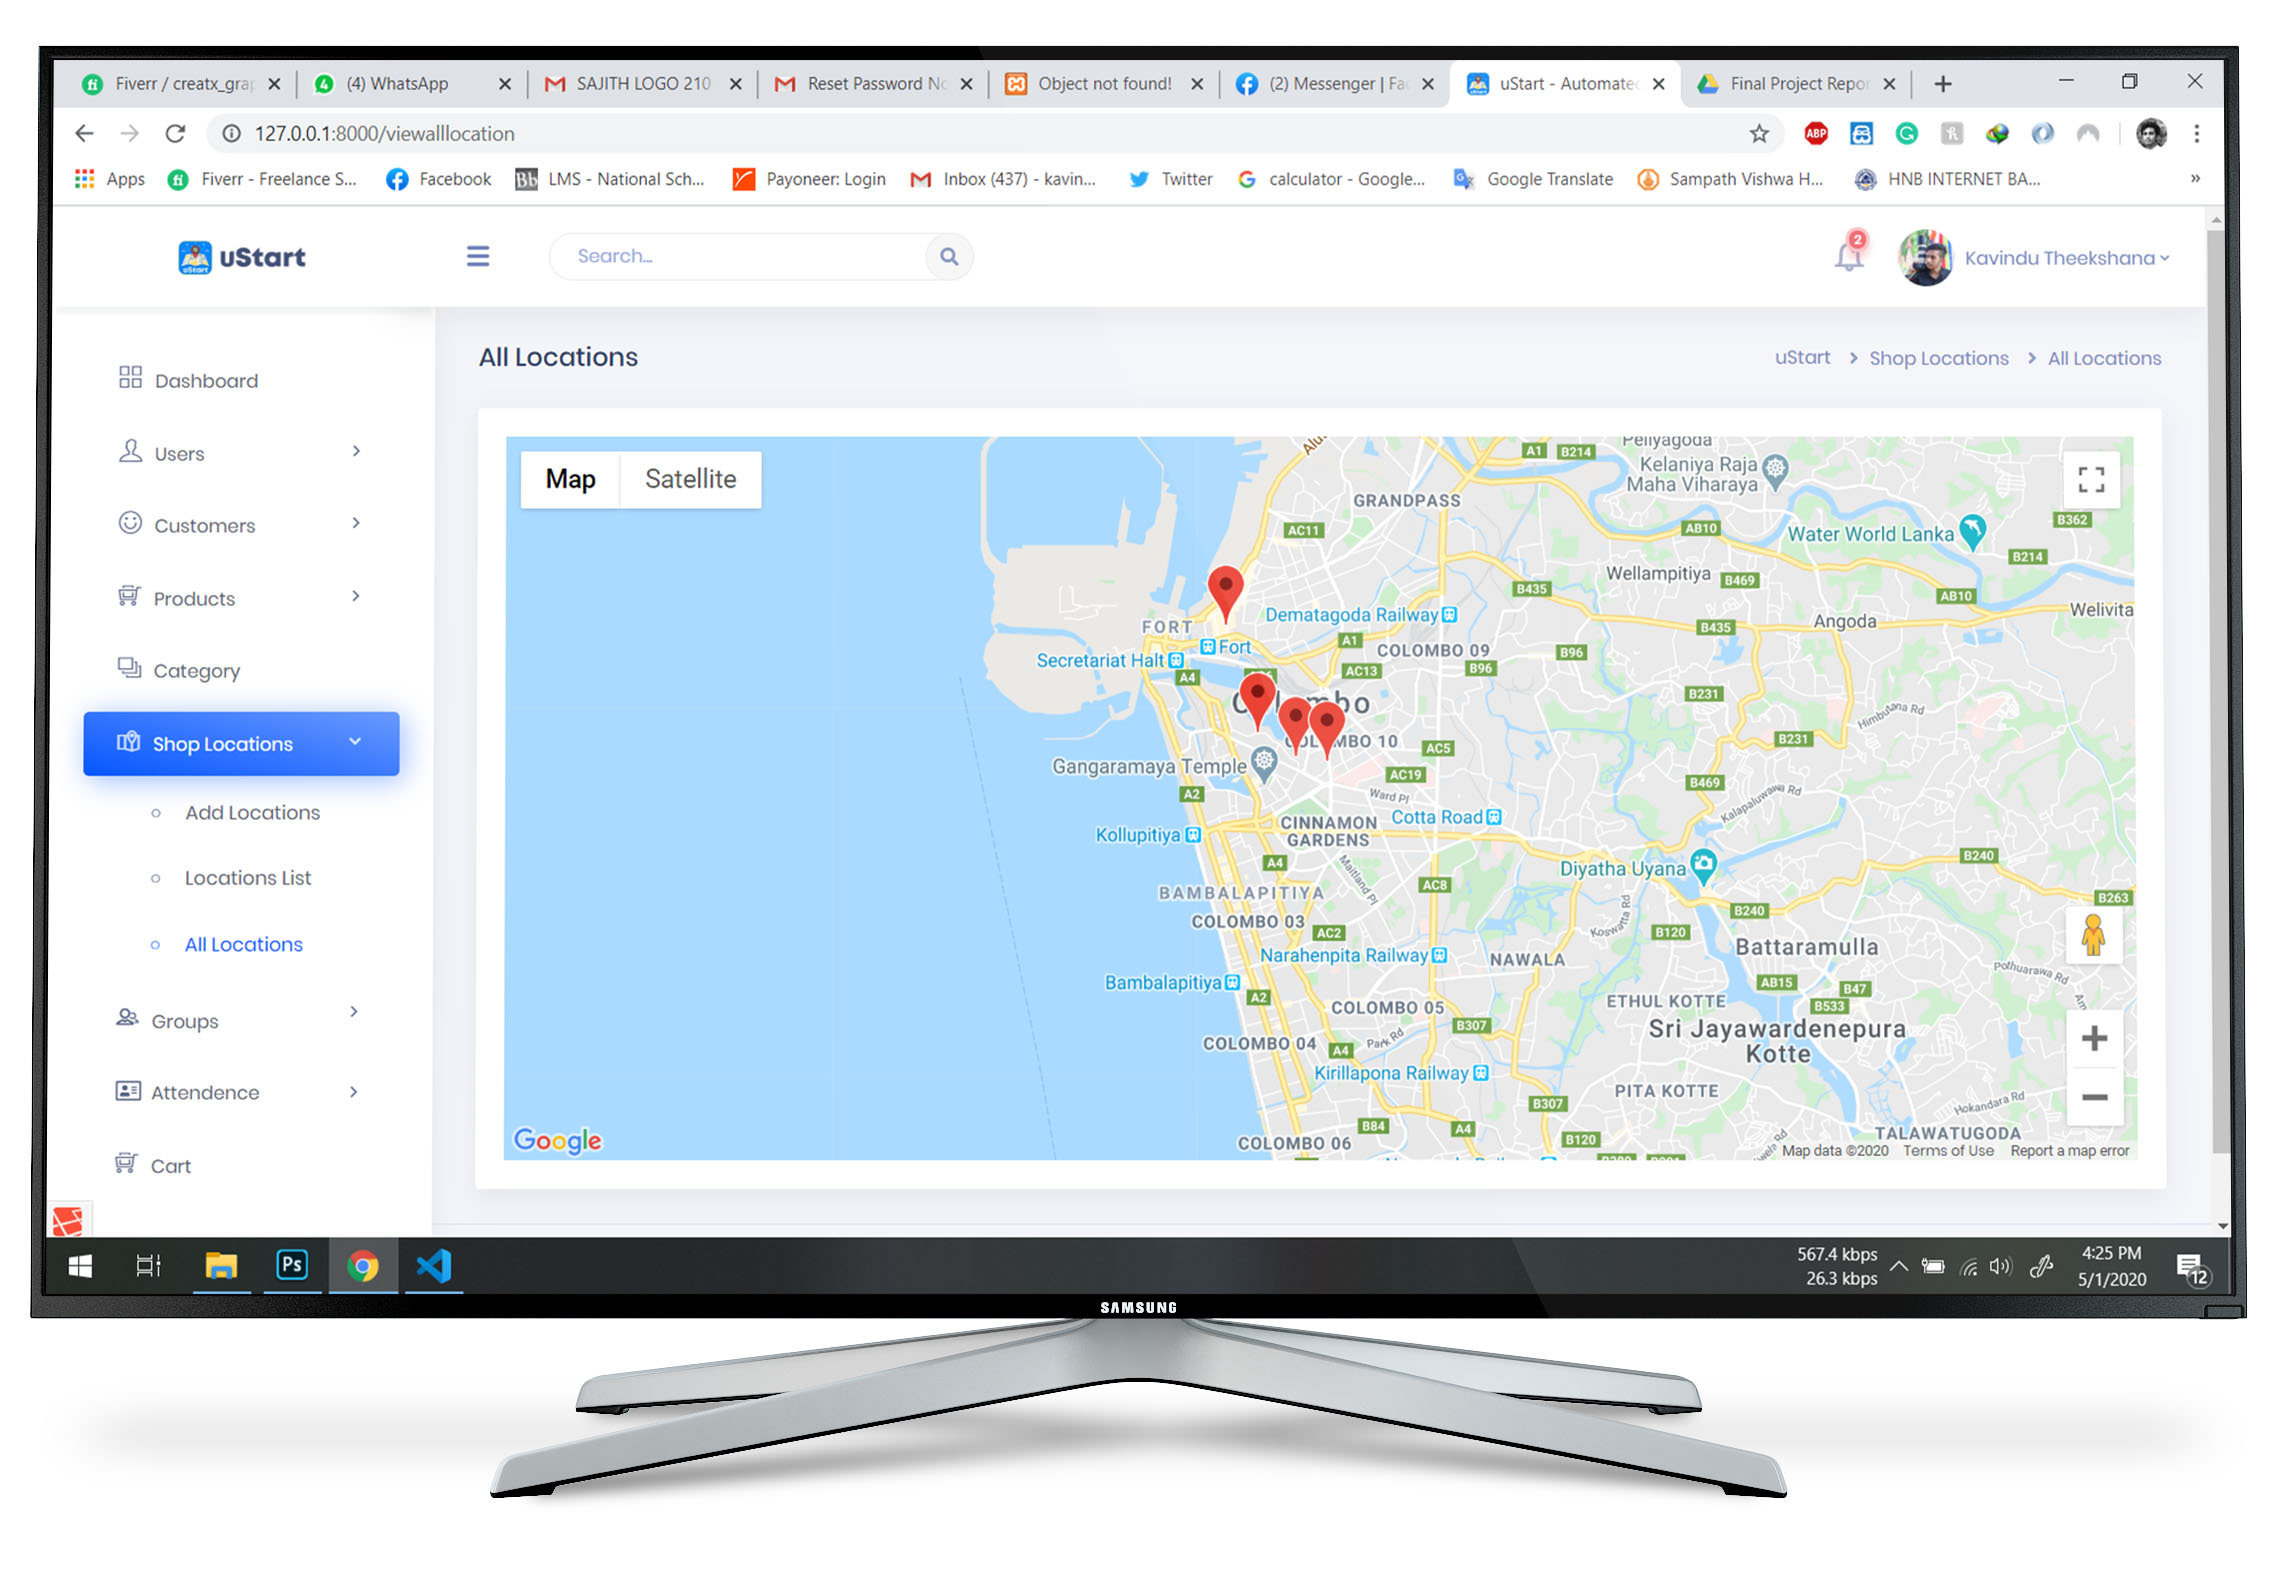 Fiverr / creatx_grap
(4) WhatsApp
SAJITH LOGO 210
Reset Password No
Object not found!
(2) Messenger | Fac
uStart - Automated
Final Project Repor
127.0.0.1:8000/viewalllocation
ABP
Apps
Fiverr - Freelance S...
Facebook
Bb LMS - National Sch...
Payoneer: Login
Inbox (437) - kavin...
Twitter
calculator - Google...
Google Translate
Sampath Vishwa H...
HNB INTERNET BA...
»
uStart
Search...
2
Kavindu Theekshana
Dashboard
Users
Customers
Products
Category
Shop Locations
Add Locations
Locations List
All Locations
Groups
Attendence
Cart
All Locations
uStart > Shop Locations > All Locations
Map
Satellite
Peliyagoda
A1
B214
Kelaniya Raja
Maha Viharaya
GRANDPASS
AC11
AB10
Water World Lanka
B362
B214
Wellampitiya
B469
B435
AB10
Welivita
Dematagoda Railway
FORT
Fort
A1
B435
Angoda
Secretariat Halt
COLOMBO 09
B96
B96
A4
AC13
B231
Himbutana Rd
COLOMBO 10
AC5
B231
Gangaramaya Temple
AC19
B469
A2
Ward Pl
Kalapaluwawa Rd
CINNAMON
GARDENS
Cotta Road
Kollupitiya
A4
Maitland Pl
Diyatha Uyana
B240
BAMBALAPITIYA
AC8
B263
COLOMBO 03
AC2
Koswatta Rd
B240
B120
Battaramulla
Narahenpita Railway
NAWALA
Pothuarawa Rd
Bambalapitiya
A2
AB15
B47
ETHUL KOTTE
B533
COLOMBO 05
B307
Sri Jayawardenepura
Kotte
COLOMBO 04
A4
Park Rd
Kirillapona Railway
PITA KOTTE
B307
Hokandara Rd
B84
A4
B120
TALAWATUGODA
COLOMBO 06
Google
Map data ©2020
Terms of Use
Report a map error
Ps
567.4 kbps
26.3 kbps
4:25 PM
5/1/2020
12
SAMSUNG